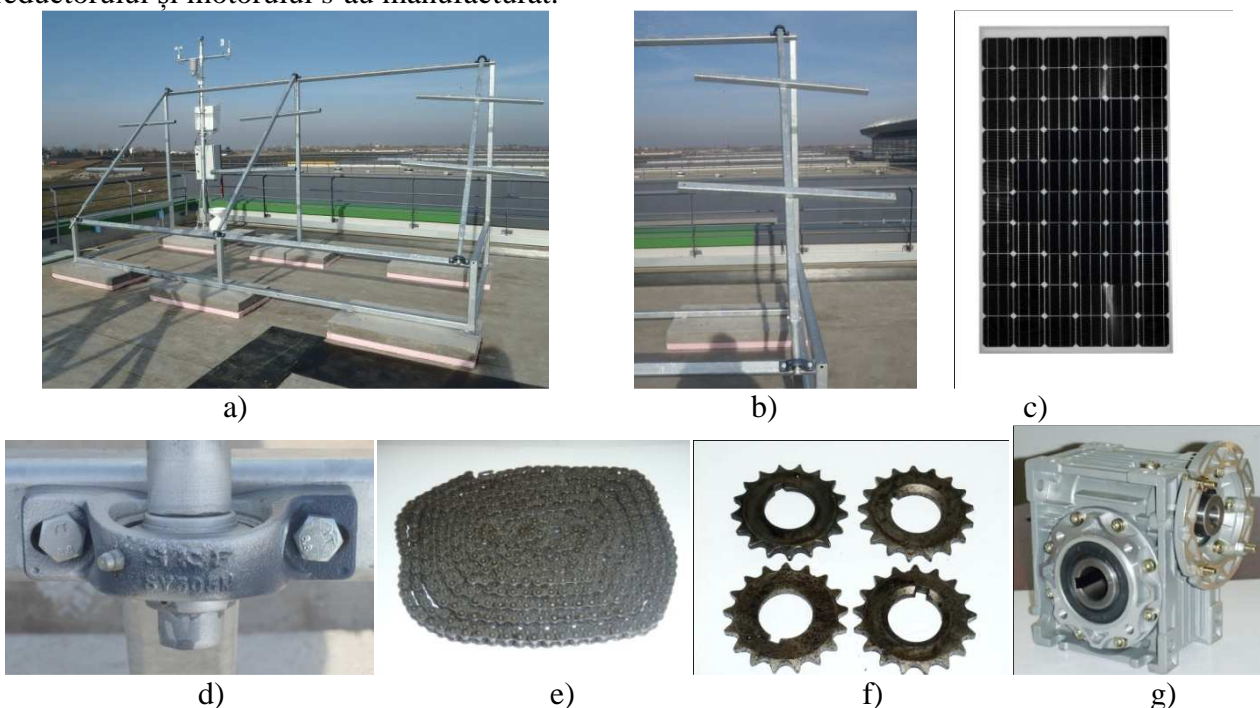 reductorului și motorului s-au manufacturat.
a)
b)
c)
d)
e)
f)
g)